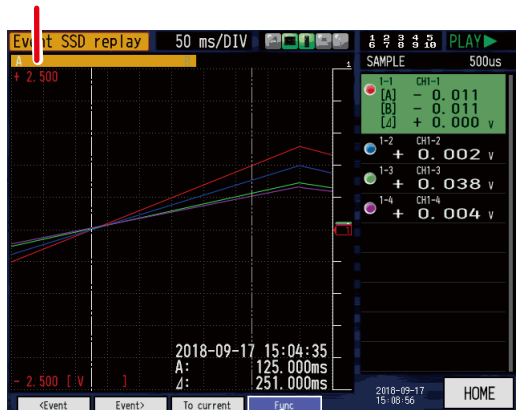 Event SSD replay 50 ms/DIV 1 2 3 4 5 PLAY
6 7 8 9 10
A
1
SAMPLE 500us
+ 2.500
1-1 CH1-1
[A] - 0.011
[B] - 0.011
[⊿] + 0.000 V
1-2 CH1-2
+ 0.002 V
1-3 CH1-3
+ 0.038 V
1-4 CH1-4
+ 0.004 V
1
2018-09-17 15:04:35
A: 125.000ms
⊿: 251.000ms
- 2.500 [ V ]
2018-09-17
15:08:56
HOME
<Event Event> To current Func